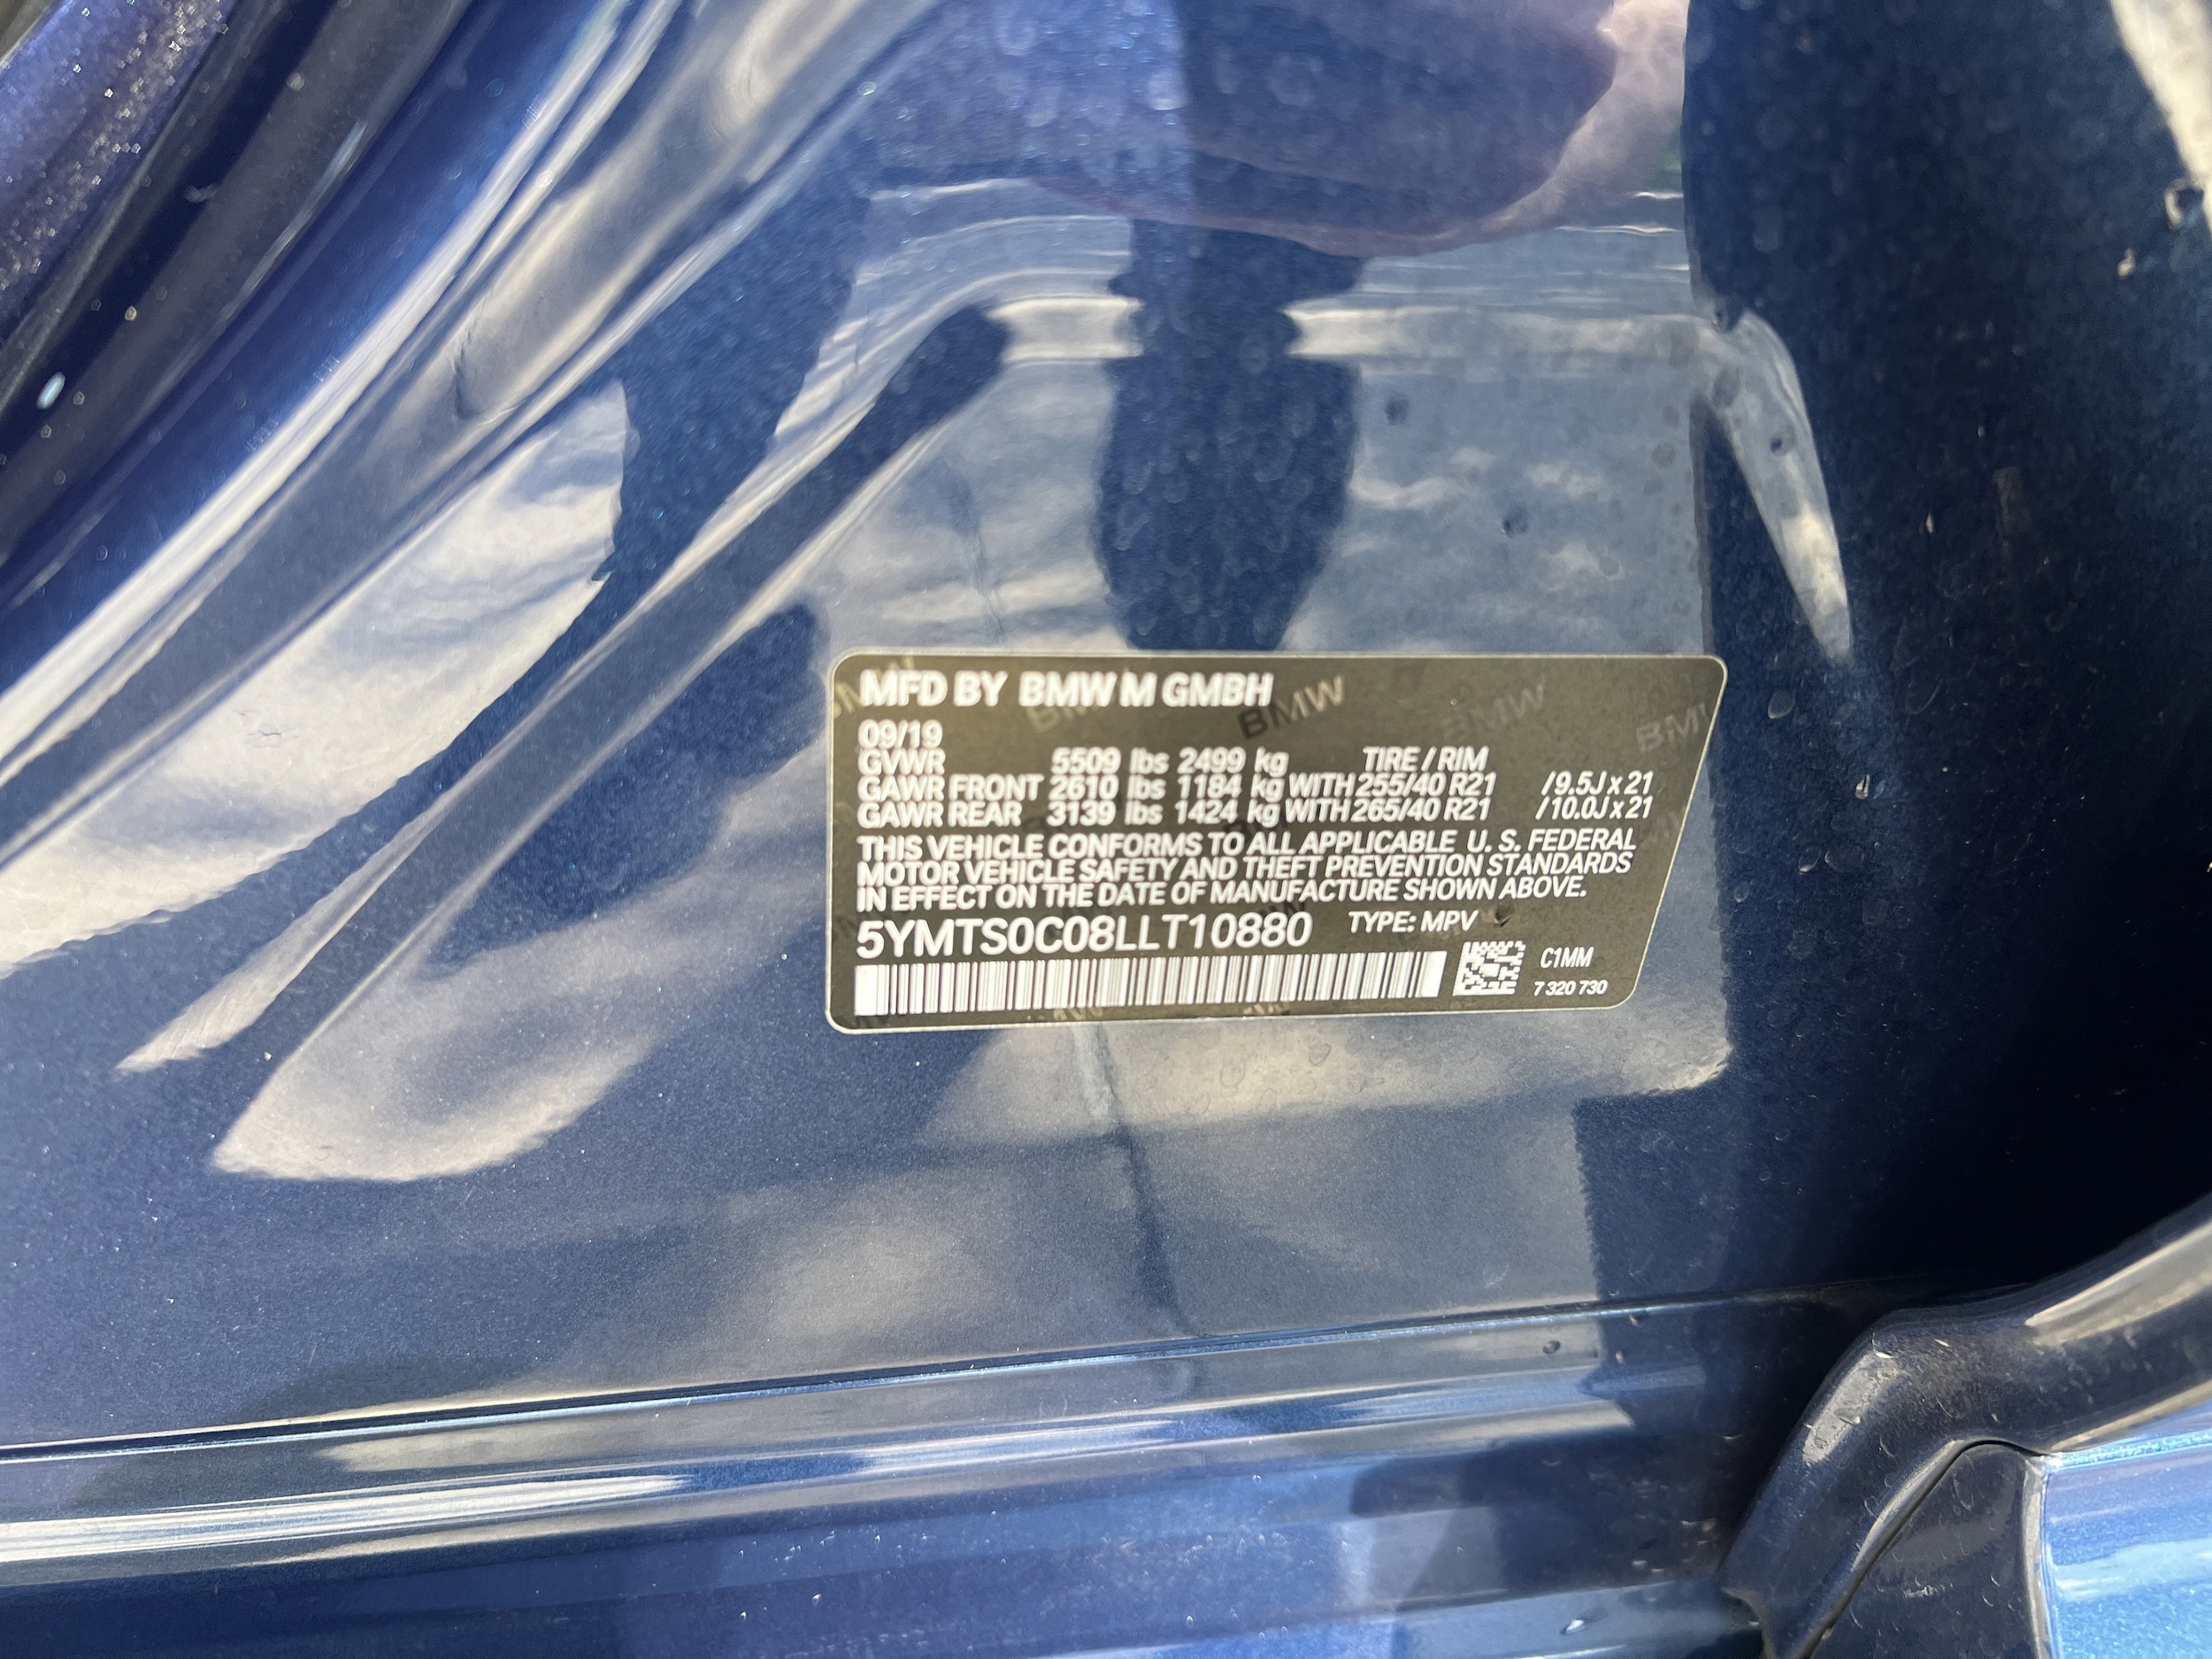 MFD BY BMW M GMBH
09/19
GVWR 5509 lbs 2499 kg TIRE / RIM
GAWR FRONT 2610 lbs 1184 kg WITH 255/40 R21 / 9.5J x 21
GAWR REAR 3139 lbs 1424 kg WITH 265/40 R21 / 10.0J x 21
THIS VEHICLE CONFORMS TO ALL APPLICABLE U. S. FEDERAL
MOTOR VEHICLE SAFETY AND THEFT PREVENTION STANDARDS
IN EFFECT ON THE DATE OF MANUFACTURE SHOWN ABOVE.
5YMTS0C08LLT10880 TYPE: MPV
C1MM
7 320 730